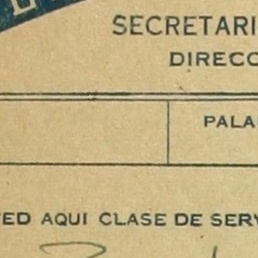 SECRETARI
DIRECC
PALA
ED AQUI CLASE DE SERV